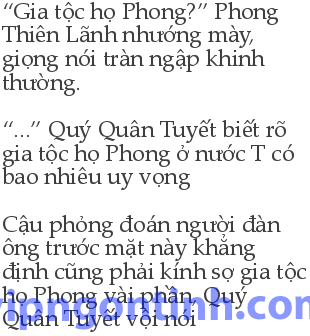 “Gia tộc họ Phong?” Phong
Thiên Lãnh nhướng mày,
giọng nói tràn ngập khinh
thường.
“...” Quý Quân Tuyết biết rõ
gia tộc họ Phong ở nước T có
bao nhiêu uy vọng
Cậu phỏng đoán người đàn
ông trước mặt này khẳng
định cũng phải kính sợ gia tộc
họ Phong vài phần. Quý
Quân Tuyết vội nói
vipngontinh.com